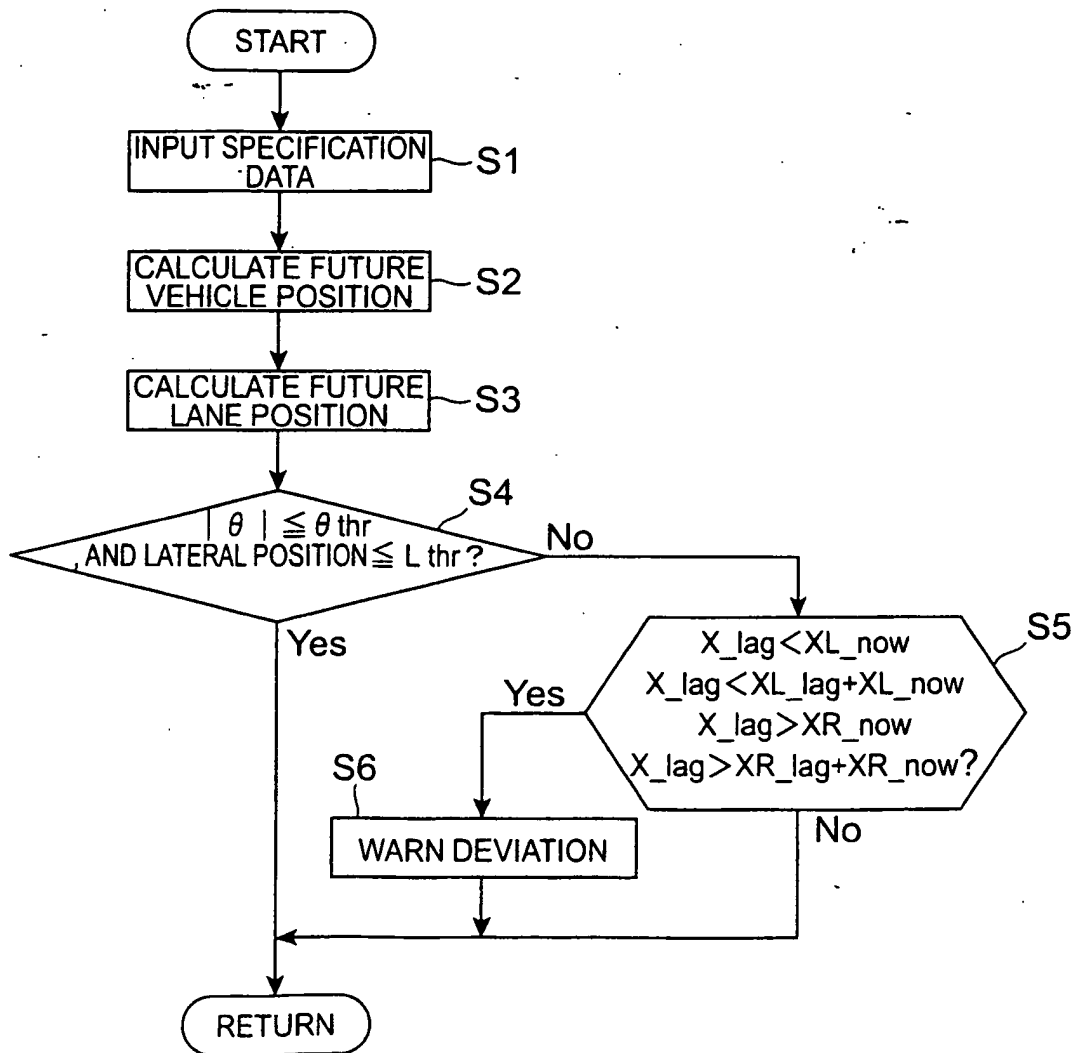 START
INPUT SPECIFICATION
DATA
S1
CALCULATE FUTURE
VEHICLE POSITION
S2
CALCULATE FUTURE
LANE POSITION
S3
S4
| θ | ≦ θ thr
, AND LATERAL POSITION ≦ L thr ?
No
Yes
S5
X_lag<XL_now
X_lag<XL_lag+XL_now
X_lag>XR_now
X_lag>XR_lag+XR_now?
Yes
No
S6
WARN DEVIATION
RETURN